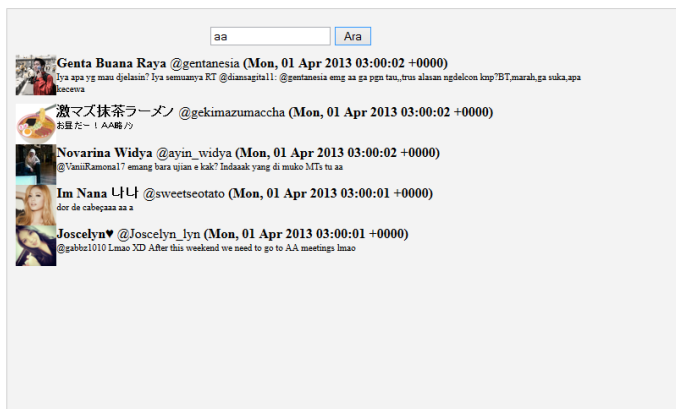 aa Ara
Genta Buana Raya @gentanesia (Mon, 01 Apr 2013 03:00:02 +0000)
Iya apa yg mau djelasin? Iya semuanya RT @diansagita11: @gentanesia emg aa ga pgn tau,,trus alasan ngdelcon knp?BT,marah,ga suka,apa
kecewa
激マズ抹茶ラーメン @gekimazumaccha (Mon, 01 Apr 2013 03:00:02 +0000)
お昼だー！AA略
Novarina Widya @ayin_widya (Mon, 01 Apr 2013 03:00:02 +0000)
@VaniiRamona17 emang bara ujian e kak? Indaaak yang di muko MTs tu aa
Im Nana 나나 @sweetseotato (Mon, 01 Apr 2013 03:00:01 +0000)
dor de cabeçaaa aa a
Joscelyn♥ @Joscelyn_lyn (Mon, 01 Apr 2013 03:00:01 +0000)
@gabbz1010 Lmao XD After this weekend we need to go to AA meetings lmao